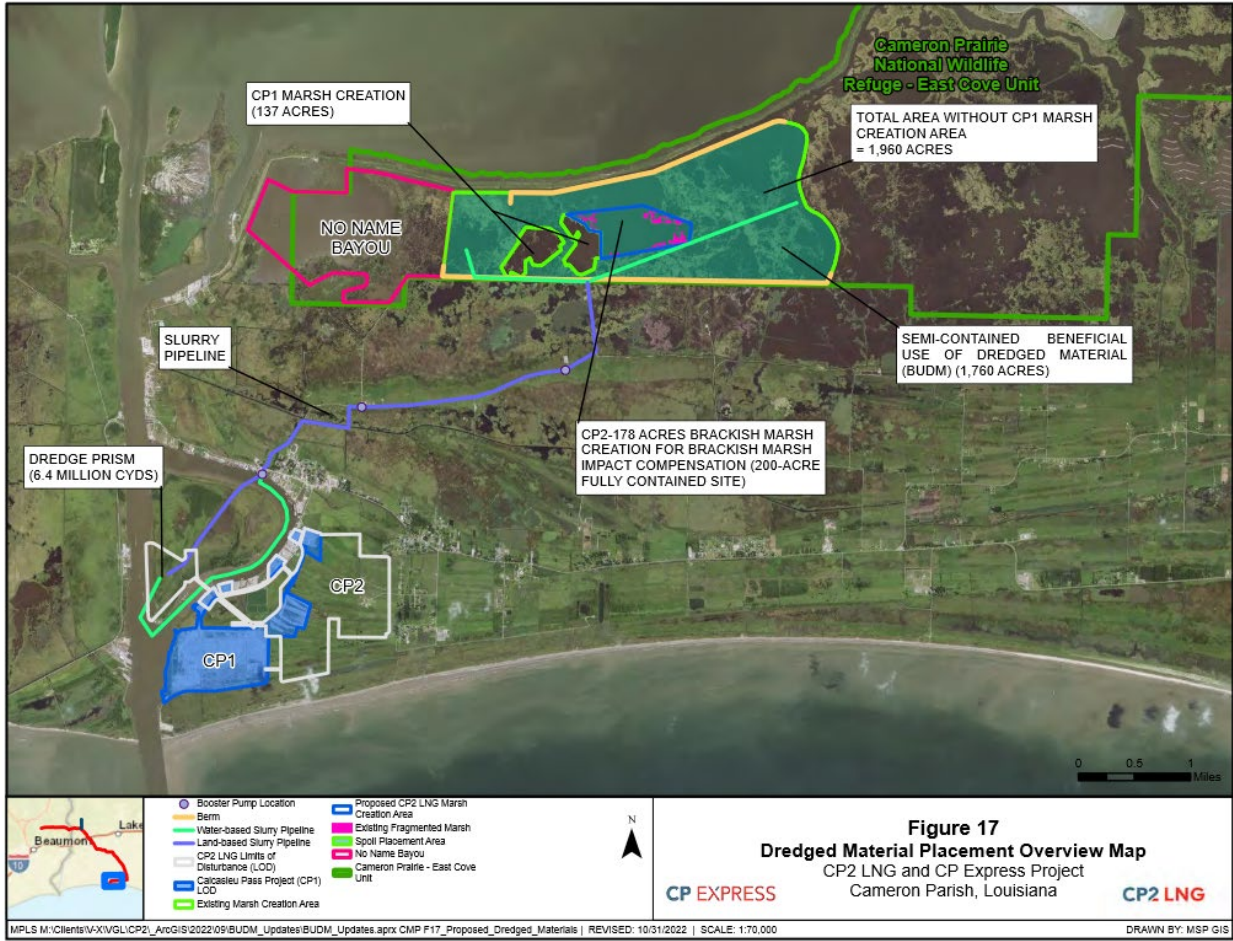 Cameron Prairie
National Wildlife
Refuge - East Cove Unit
CP1 MARSH CREATION
(137 ACRES)
TOTAL AREA WITHOUT CP1 MARSH
CREATION AREA
= 1,960 ACRES
NO NAME
BAYOU
SLURRY
PIPELINE
SEMI-CONTAINED BENEFICIAL
USE OF DREDGED MATERIAL
(BUDM) (1,760 ACRES)
CP2-178 ACRES BRACKISH MARSH
CREATION FOR BRACKISH MARSH
IMPACT COMPENSATION (200-ACRE
FULLY CONTAINED SITE)
DREDGE PRISM
(6.4 MILLION CYDS)
CP2
CP1
0 0.5 1
Miles
Beaumont
Lake
10
Booster Pump Location
Berm
Water-based Slurry Pipeline
Land-based Slurry Pipeline
CP2 LNG Limits of
Disturbance (LOD)
Calcasieu Pass Project (CP1)
LOD
Existing Marsh Creation Area
Proposed CP2 LNG Marsh
Creation Area
Existing Fragmented Marsh
Spoil Placement Area
No Name Bayou
Cameron Prairie - East Cove
Unit
N
Figure 17
Dredged Material Placement Overview Map
CP2 LNG and CP Express Project
Cameron Parish, Louisiana
CP EXPRESS
CP2 LNG
MPLS M:\Clients\V-X\VGL\CP2\_ArcGIS\2022\09\BUDM_Updates\BUDM_Updates.aprx CMP F17_Proposed_Dredged_Materials | REVISED: 10/31/2022 | SCALE: 1:70,000
DRAWN BY: MSP GIS